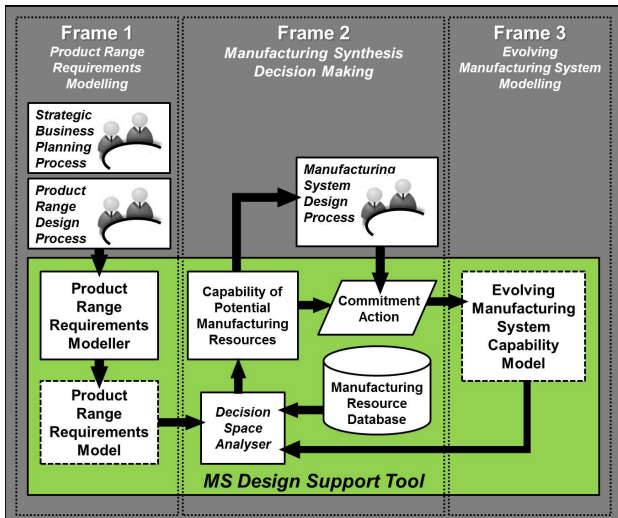 Frame 1
Product Range
Requirements
Modelling
Frame 2
Manufacturing Synthesis
Decision Making
Frame 3
Evolving
Manufacturing System
Modelling
Strategic
Business
Planning
Process
Product
Range
Design
Process
Manufacturing
System
Design
Process
Product
Range
Requirements
Modeller
Capability of
Potential
Manufacturing
Resources
Commitment
Action
Evolving
Manufacturing
System
Capability
Model
Product
Range
Requirements
Model
Decision
Space
Analyser
Manufacturing
Resource
Database
MS Design Support Tool